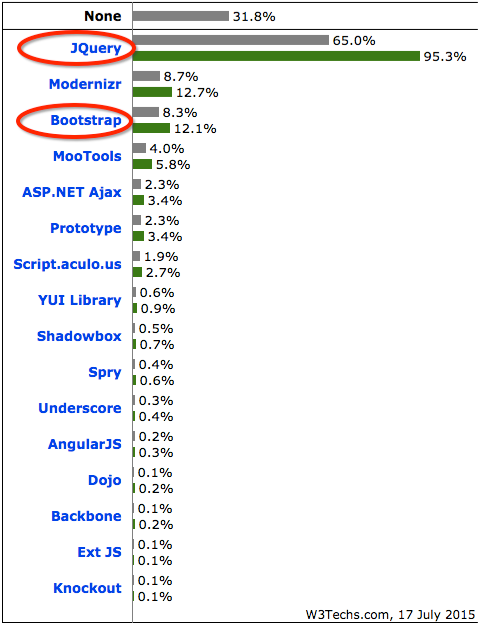 None 31.8%
JQuery 65.0%
95.3%
Modernizr 8.7%
12.7%
Bootstrap 8.3%
12.1%
MooTools 4.0%
5.8%
ASP.NET Ajax 2.3%
3.4%
Prototype 2.3%
3.4%
Script.aculo.us 1.9%
2.7%
YUI Library 0.6%
0.9%
Shadowbox 0.5%
0.7%
Spry 0.4%
0.6%
Underscore 0.3%
0.4%
AngularJS 0.2%
0.3%
Dojo 0.1%
0.2%
Backbone 0.1%
0.2%
Ext JS 0.1%
0.1%
Knockout 0.1%
0.1%
W3Techs.com, 17 July 2015